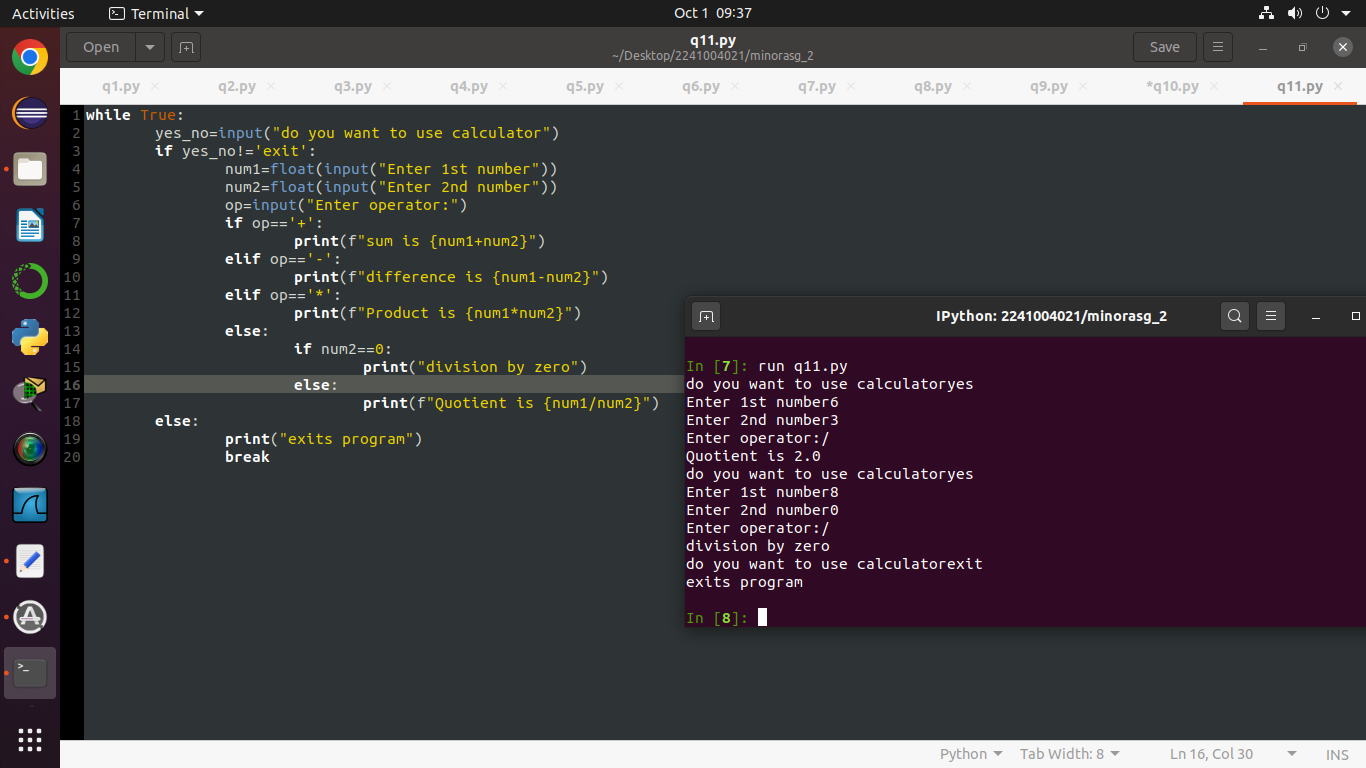 Activities
Terminal
Oct 1 09:37
Open
q11.py
~/Desktop/2241004021/minorasg_2
Save
q1.py
q2.py
q3.py
q4.py
q5.py
q6.py
q7.py
q8.py
q9.py
*q10.py
q11.py
1 while True:
2         yes_no=input("do you want to use calculator")
3         if yes_no!='exit':
4                 num1=float(input("Enter 1st number"))
5                 num2=float(input("Enter 2nd number"))
6                 op=input("Enter operator:")
7                 if op=='+':
8                         print(f"sum is {num1+num2}")
9                 elif op=='-':
10                         print(f"difference is {num1-num2}")
11                 elif op=='*':
12                         print(f"Product is {num1*num2}")
13                 else:
14                         if num2==0:
15                                 print("division by zero")
16                         else:
17                                 print(f"Quotient is {num1/num2}")
18         else:
19                 print("exits program")
20                 break
IPython: 2241004021/minorasg_2
In [7]: run q11.py
do you want to use calculatoryes
Enter 1st number6
Enter 2nd number3
Enter operator:/
Quotient is 2.0
do you want to use calculatoryes
Enter 1st number8
Enter 2nd number0
Enter operator:/
division by zero
do you want to use calculatorexit
exits program
In [8]:
Python
Tab Width: 8
Ln 16, Col 30
INS